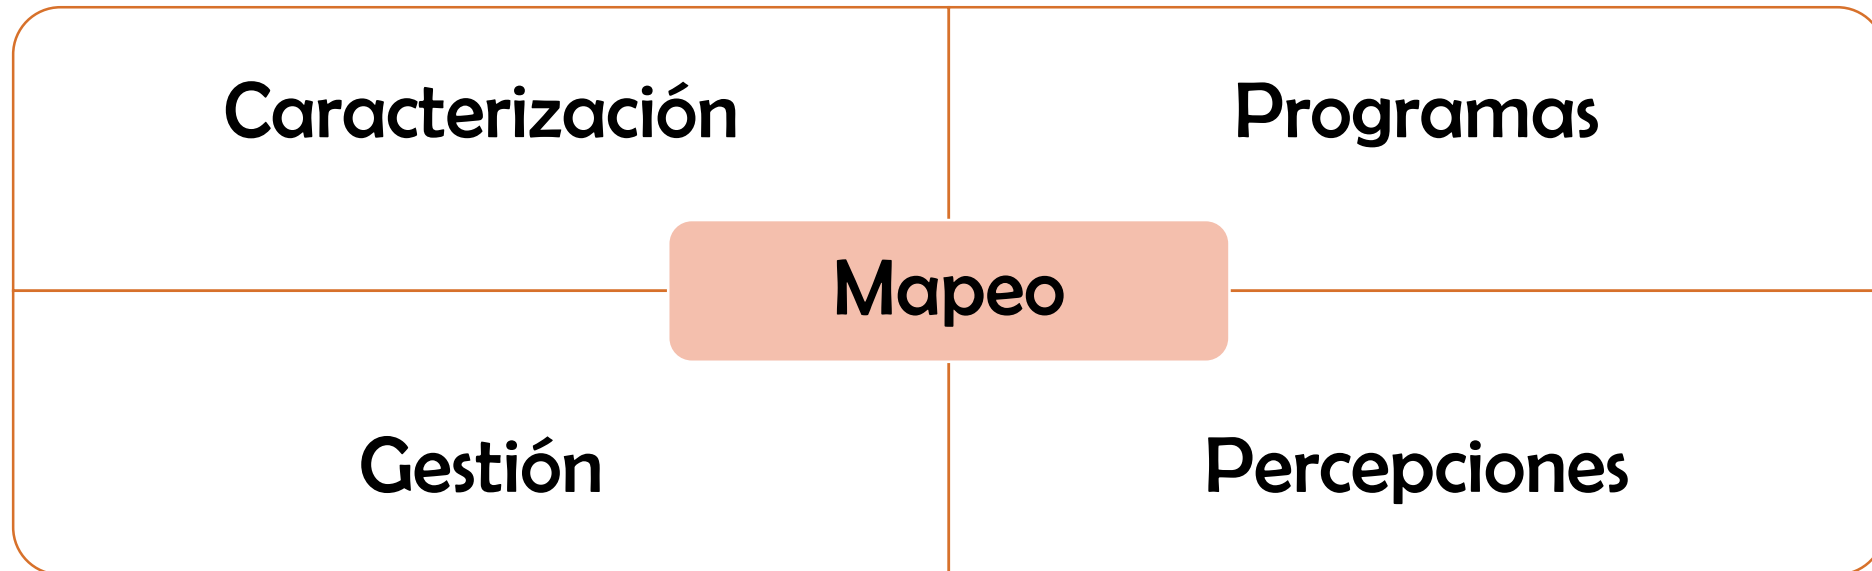 Caracterización
Programas
Mapeo
Gestión
Percepciones